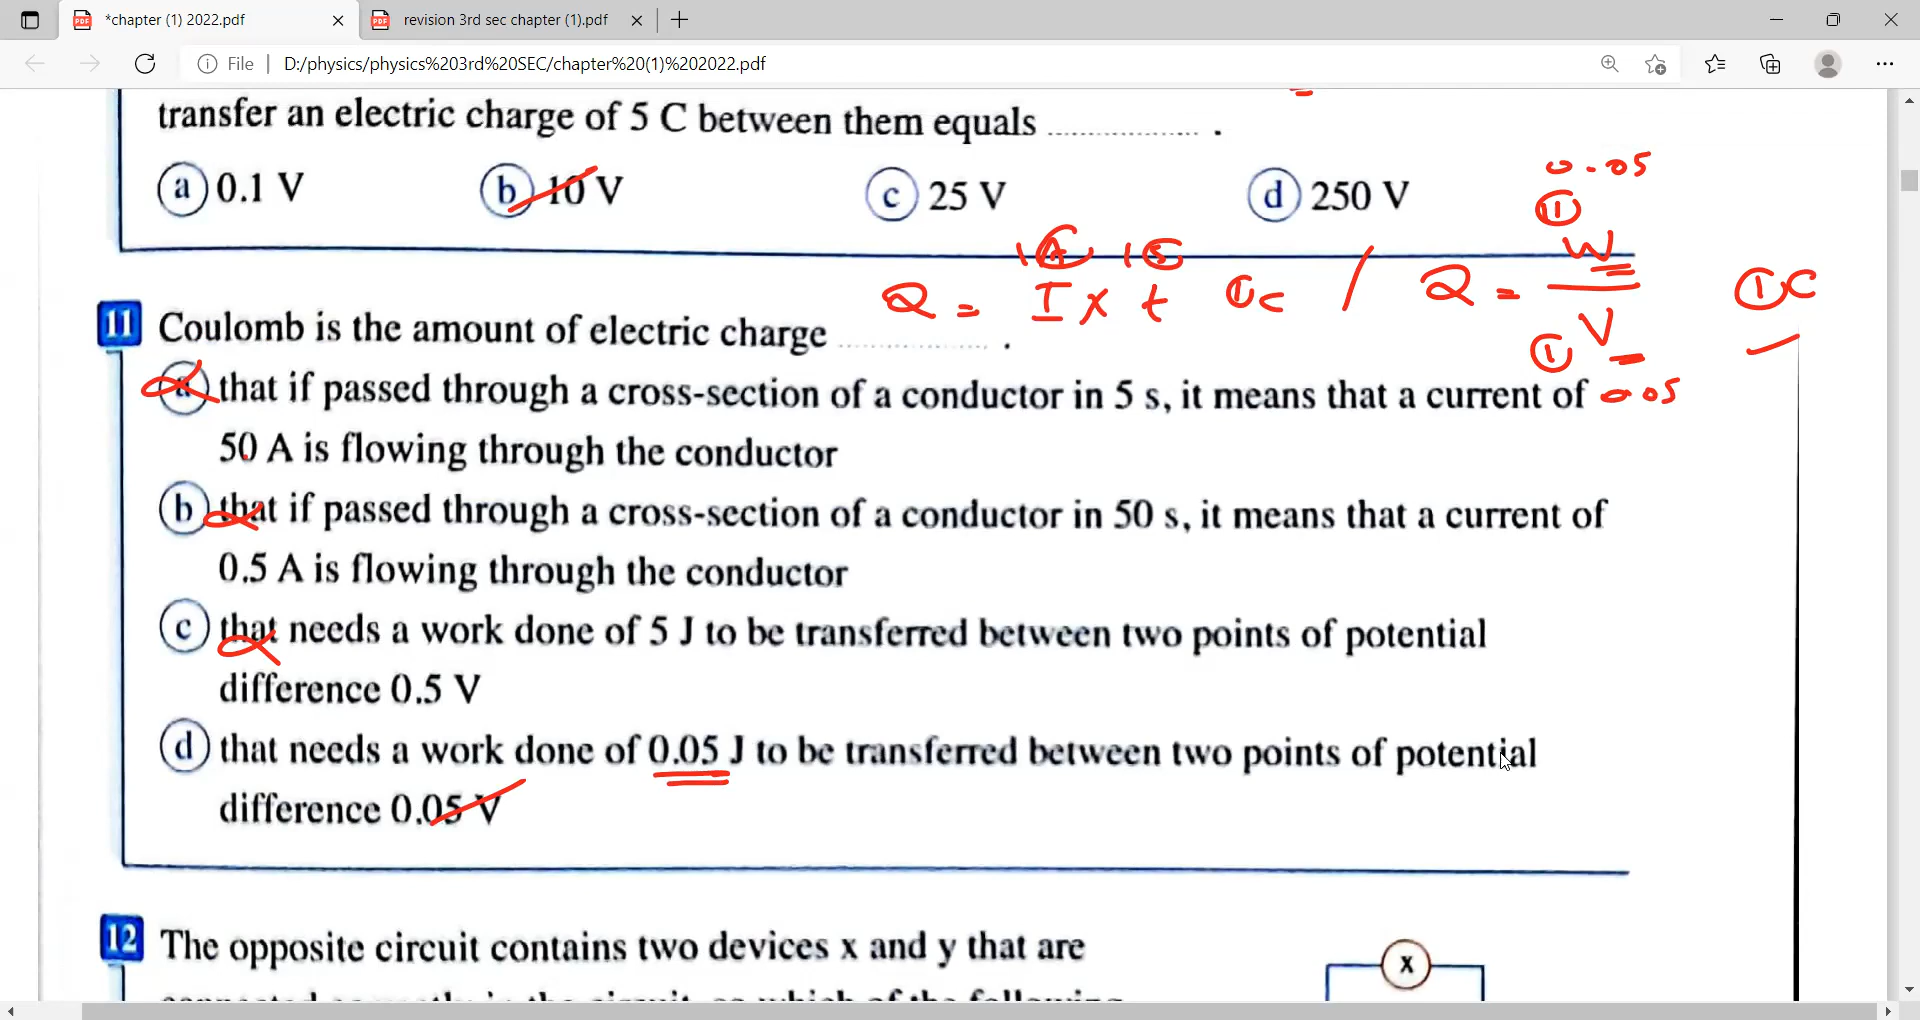 *chapter (1) 2022.pdf
revision 3rd sec chapter (1).pdf
File | D:/physics/physics%203rd%20SEC/chapter%20(1)%202022.pdf
transfer an electric charge of 5 C between them equals ................ .
a 0.1 V b 10 V c 25 V d 250 V
0.05
Q = I x t 1 C / Q = W / V 1 C
1 A 1 S
0.05
11 Coulomb is the amount of electric charge ................ .
a that if passed through a cross-section of a conductor in 5 s, it means that a current of
50 A is flowing through the conductor
b that if passed through a cross-section of a conductor in 50 s, it means that a current of
0.5 A is flowing through the conductor
c that needs a work done of 5 J to be transferred between two points of potential
difference 0.5 V
d that needs a work done of 0.05 J to be transferred between two points of potential
difference 0.05 V
12 The opposite circuit contains two devices x and y that are
x